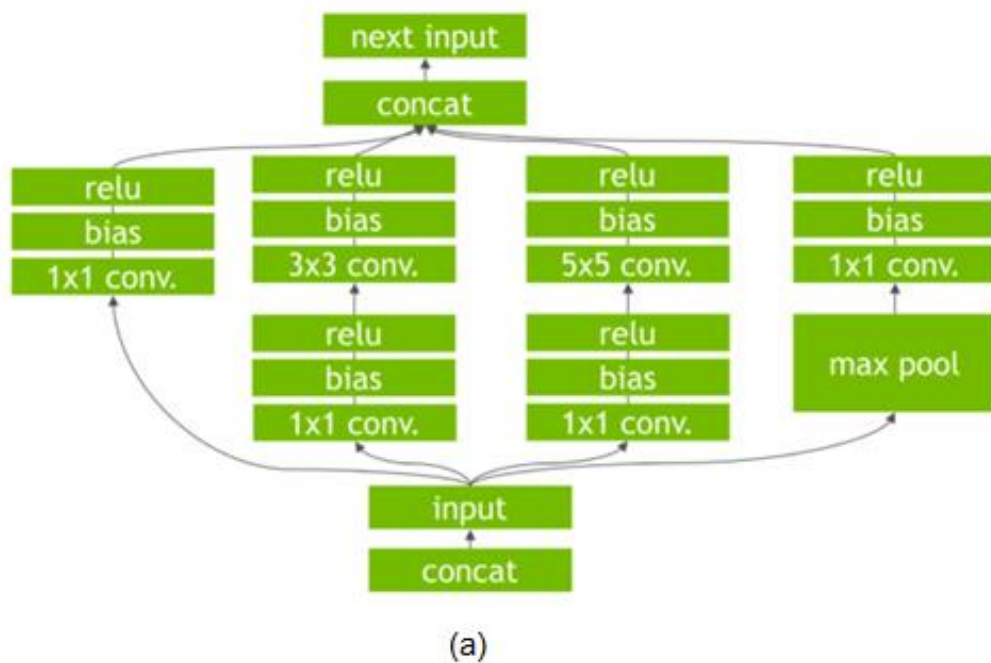 next input
concat
relu
bias
1x1 conv.
relu
bias
3x3 conv.
relu
bias
1x1 conv.
relu
bias
5x5 conv.
relu
bias
1x1 conv.
relu
bias
1x1 conv.
max pool
input
concat
(a)